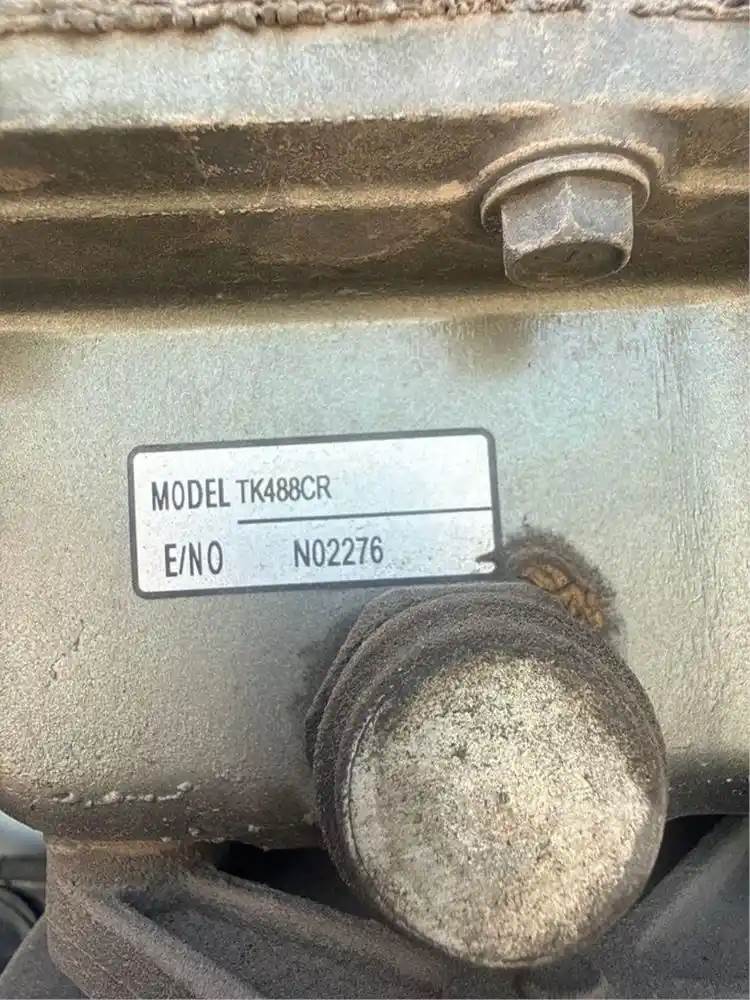 MODEL TK488CR
E/NO N02276